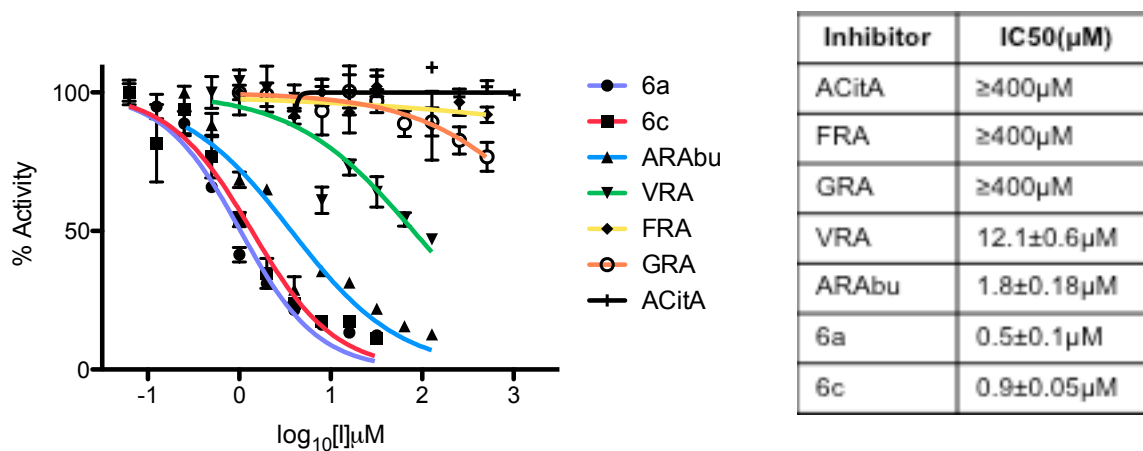 100
50
0
% Activity
-1 0 1 2 3
log10[I]μM
6a
6c
ARAbu
VRA
FRA
GRA
ACitA
Inhibitor IC50(μM)
ACitA ≥400μM
FRA ≥400μM
GRA ≥400μM
VRA 12.1±0.6μM
ARAbu 1.8±0.18μM
6a 0.5±0.1μM
6c 0.9±0.05μM